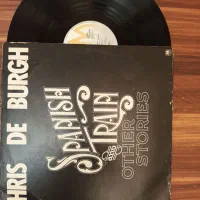 HRIS DE BURGH
SPANISH
TRAIN
OTHER
STORIES